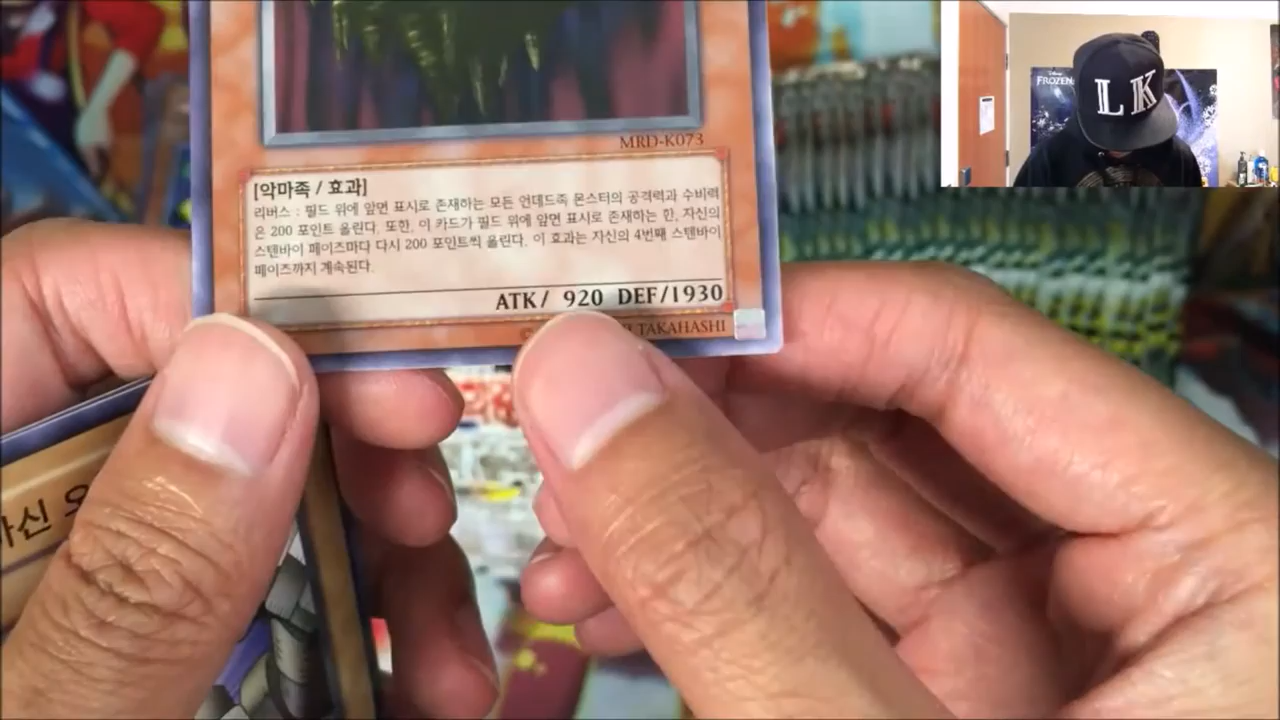 MRD-K073
[악마족 / 효과]
리버스 : 필드 위에 앞면 표시로 존재하는 모든 언데드족 몬스터의 공격력과 수비력
은 200 포인트 올린다. 또한, 이 카드가 필드 위에 앞면 표시로 존재하는 한, 자신의
스텐바이 페이즈마다 다시 200 포인트씩 올린다. 이 효과는 자신의 4번째 스텐바이
페이즈까지 계속된다.
ATK/ 920 DEF/1930
TAKAHASHI
신 오
Disney
FROZEN
LK